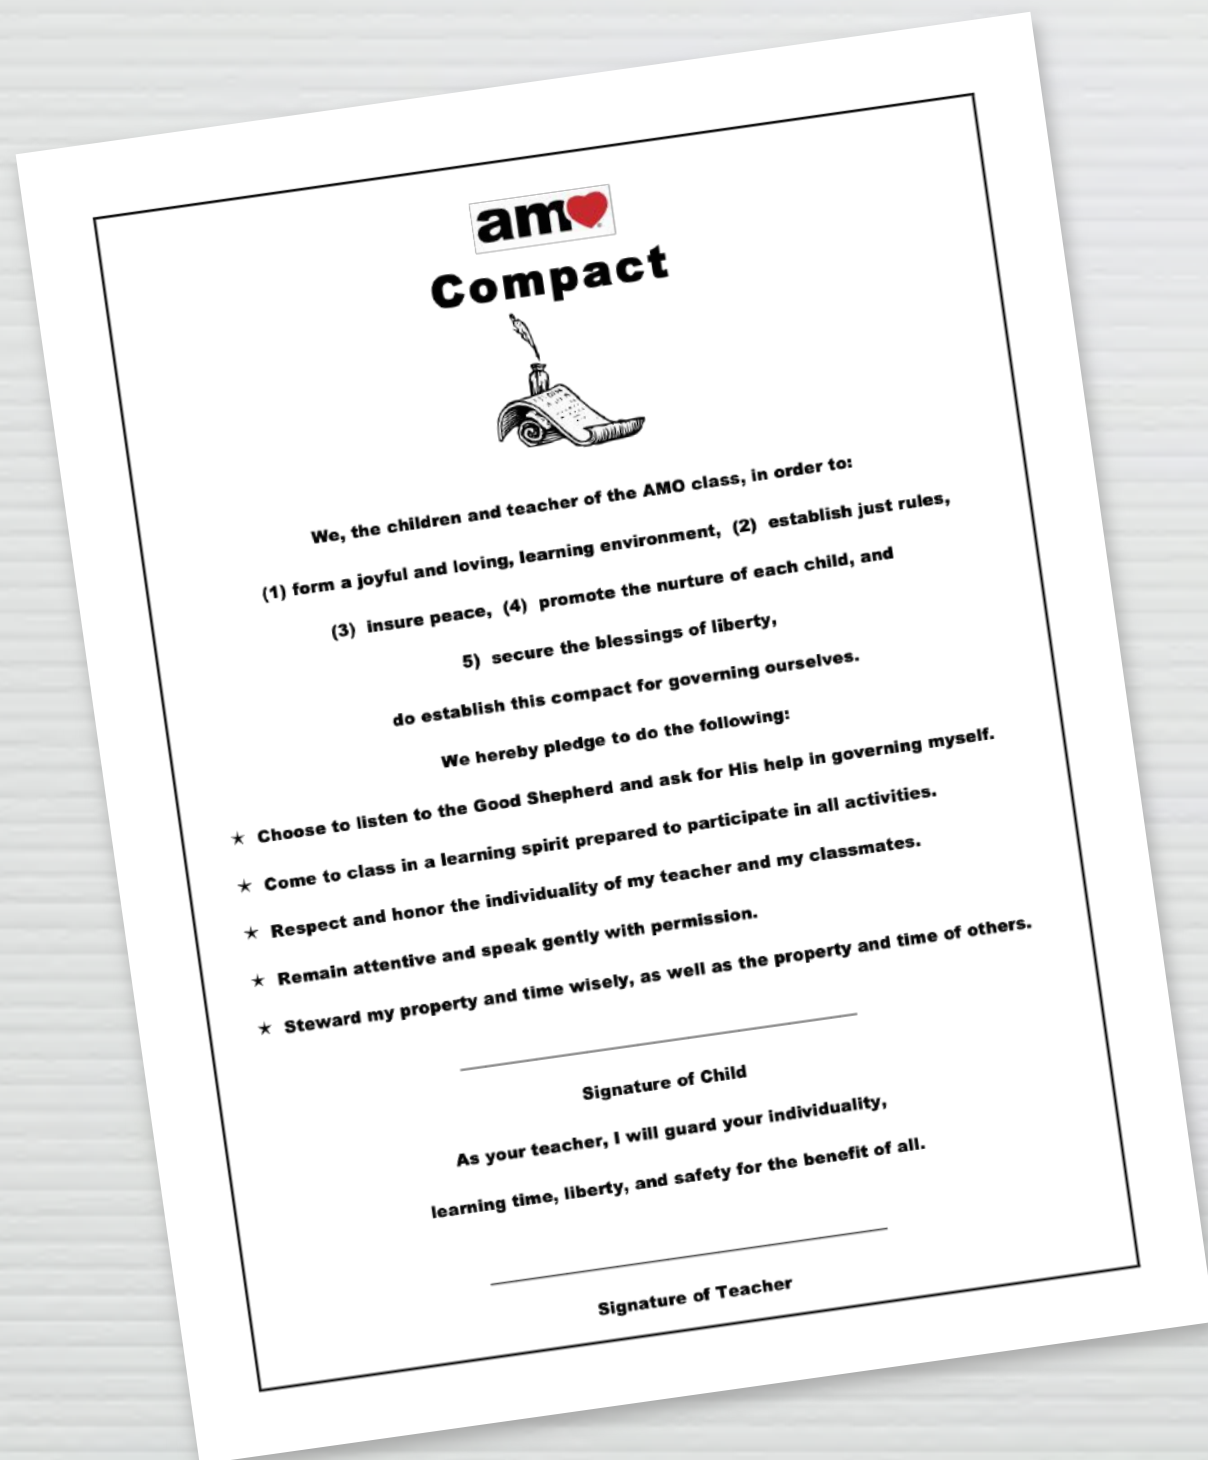 am
Compact
We, the children and teacher of the AMO class, in order to:
(1) form a joyful and loving, learning environment, (2) establish just rules,
(3) insure peace, (4) promote the nurture of each child, and
5) secure the blessings of liberty,
do establish this compact for governing ourselves.
We hereby pledge to do the following:
Choose to listen to the Good Shepherd and ask for His help in governing myself.
Come to class in a learning spirit prepared to participate in all activities.
Respect and honor the individuality of my teacher and my classmates.
Remain attentive and speak gently with permission.
Steward my property and time wisely, as well as the property and time of others.
Signature of Child
As your teacher, I will guard your individuality,
learning time, liberty, and safety for the benefit of all.
Signature of Teacher